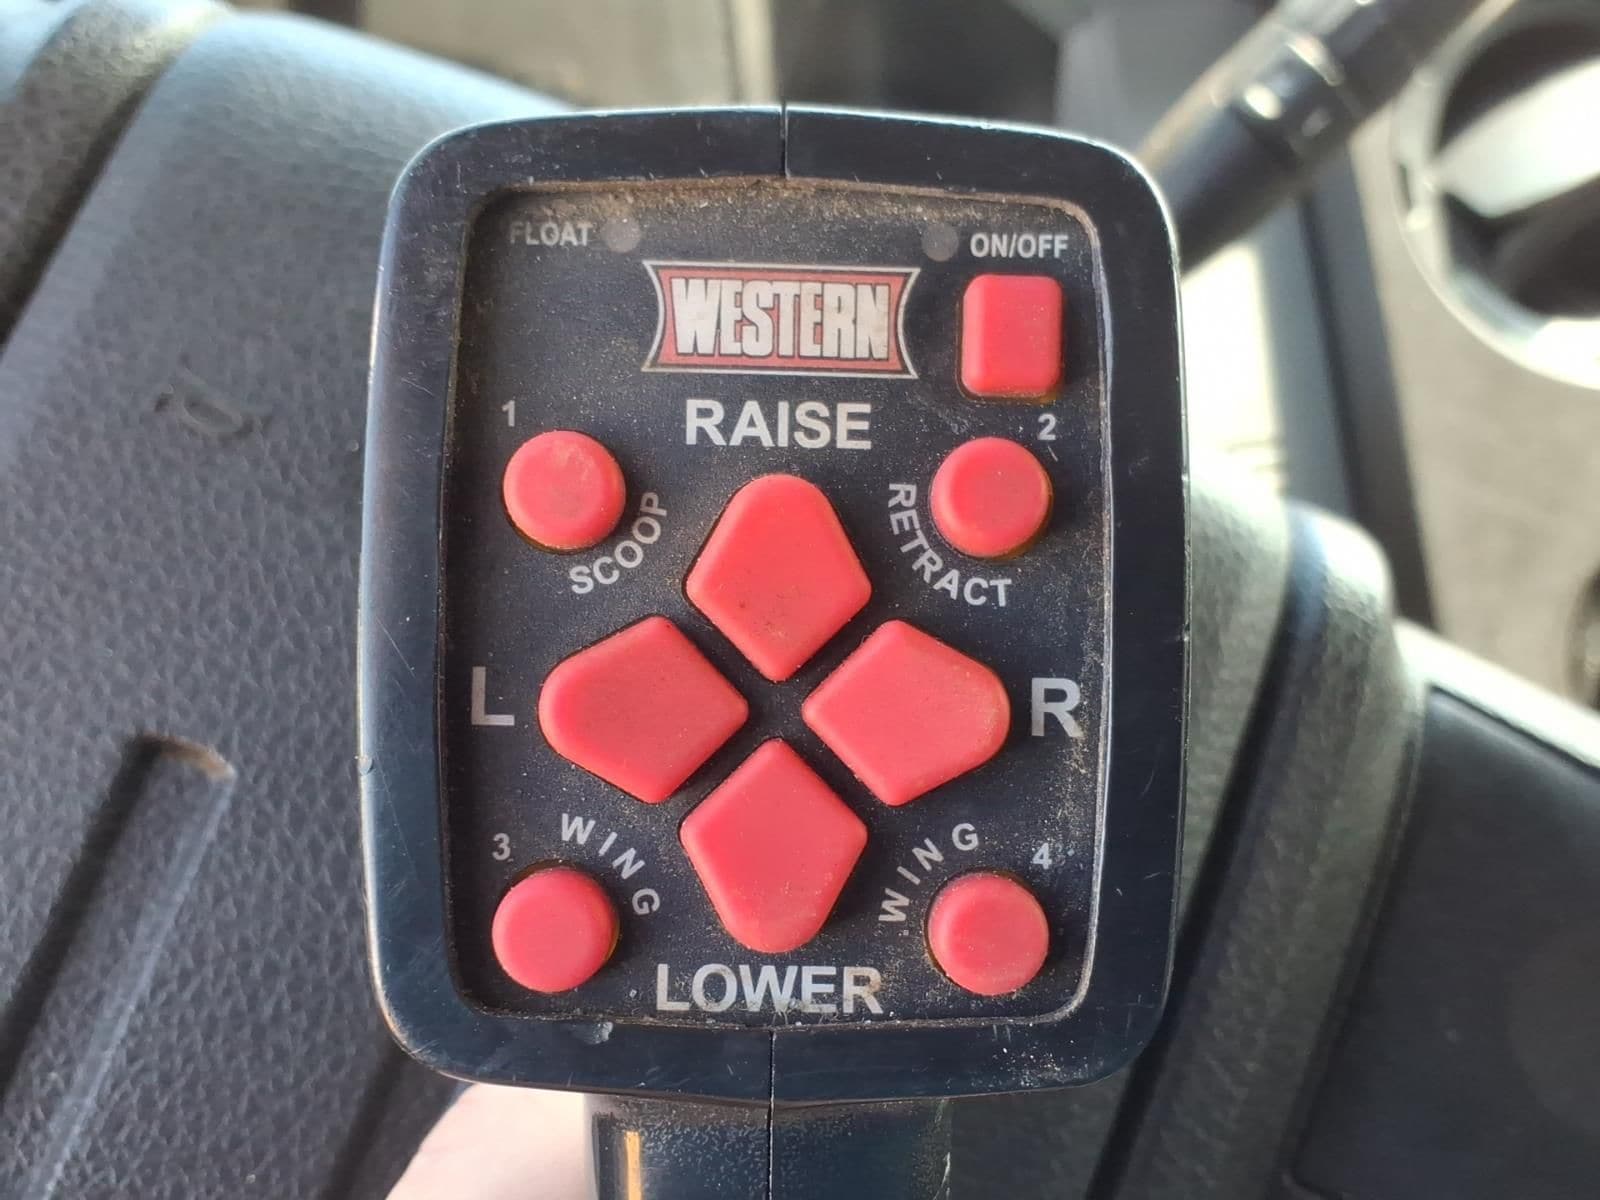 FLOAT
ON/OFF
WESTERN
1
RAISE
2
SCOOP
RETRACT
L
R
3
WING
WING
4
LOWER